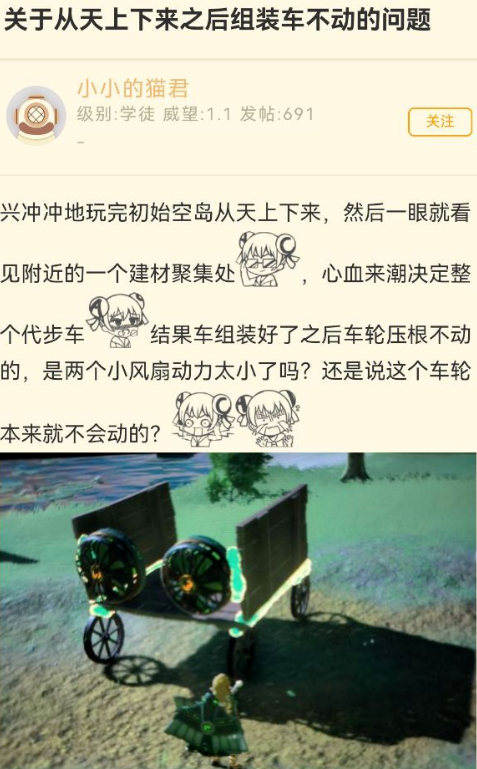 关于从天上下来之后组装车不动的问题
小小的猫君
级别:学徒 威望:1.1 发帖:691
关注
-
兴冲冲地玩完初始空岛从天上下来，然后一眼就看
见附近的一个建材聚集处，心血来潮决定整
个代步车结果车组装好了之后车轮压根不动
的，是两个小风扇动力太小了吗？还是说这个车轮
本来就不会动的？